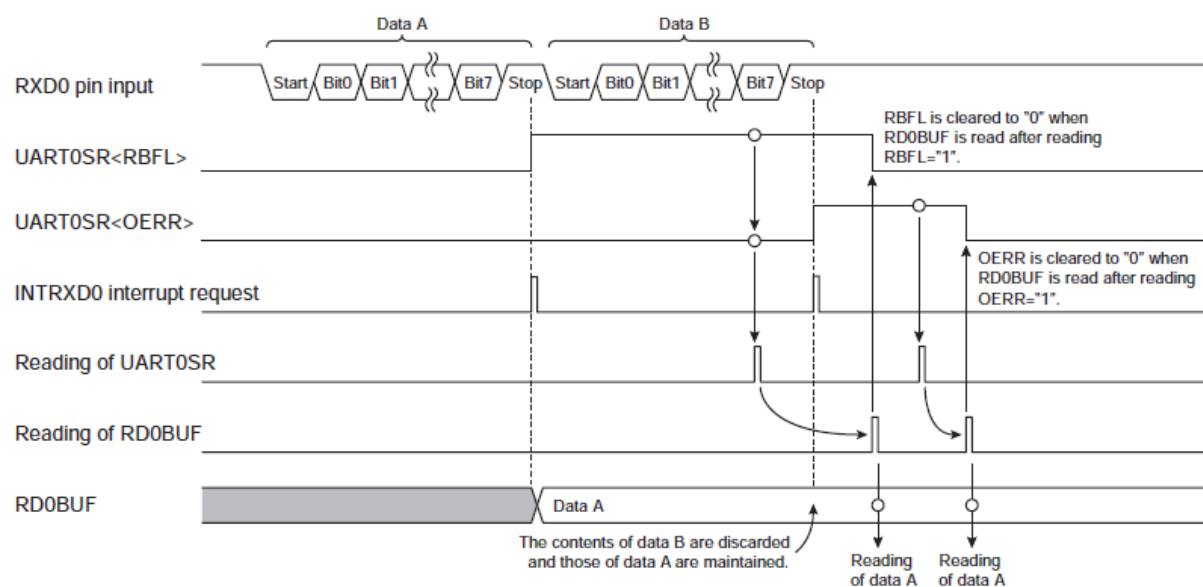 Data A
Data B
RXD0 pin input
Start Bit0 Bit1 Bit7 Stop Start Bit0 Bit1 Bit7 Stop
RBFL is cleared to "0" when
RD0BUF is read after reading
RBFL="1".
UART0SR<RBFL>
UART0SR<OERR>
OERR is cleared to "0" when
RD0BUF is read after reading
OERR="1".
INTRXD0 interrupt request
Reading of UART0SR
Reading of RD0BUF
RD0BUF
Data A
The contents of data B are discarded
and those of data A are maintained.
Reading
of data A
Reading
of data A